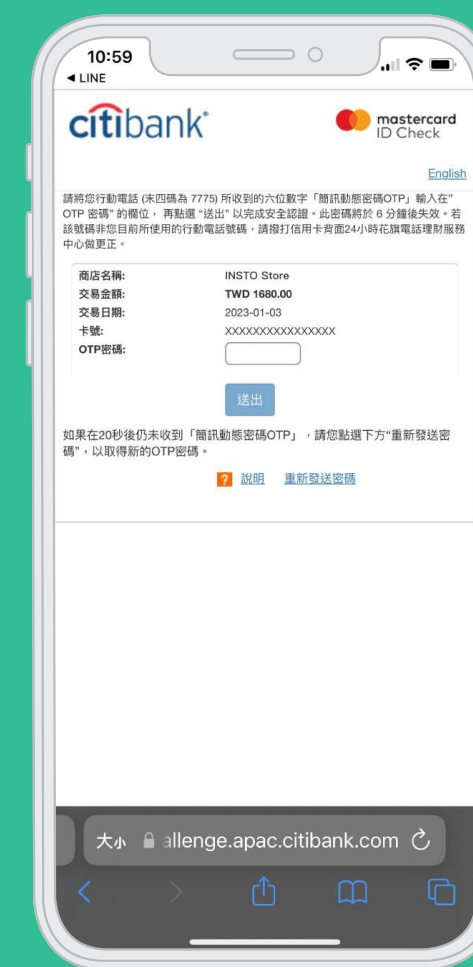 10:59
◀ LINE
citibank
mastercard
ID Check
English
請將您行動電話 (末四碼為 7775) 所收到的六位數字「簡訊動態密碼OTP」輸入在"
OTP 密碼" 的欄位， 再點選 "送出" 以完成安全認證。此密碼將於 6 分鐘後失效。若
該號碼非您目前所使用的行動電話號碼，請撥打信用卡背面24小時花旗電話理財服務
中心做更正。
商店名稱: INSTO Store
交易金額: TWD 1680.00
交易日期: 2023-01-03
卡號: XXXXXXXXXXXXXXXX
OTP密碼:
送出
如果在20秒後仍未收到「簡訊動態密碼OTP」，請您點選下方"重新發送密
碼"，以取得新的OTP密碼。
? 說明 重新發送密碼
大小 allenge.apac.citibank.com